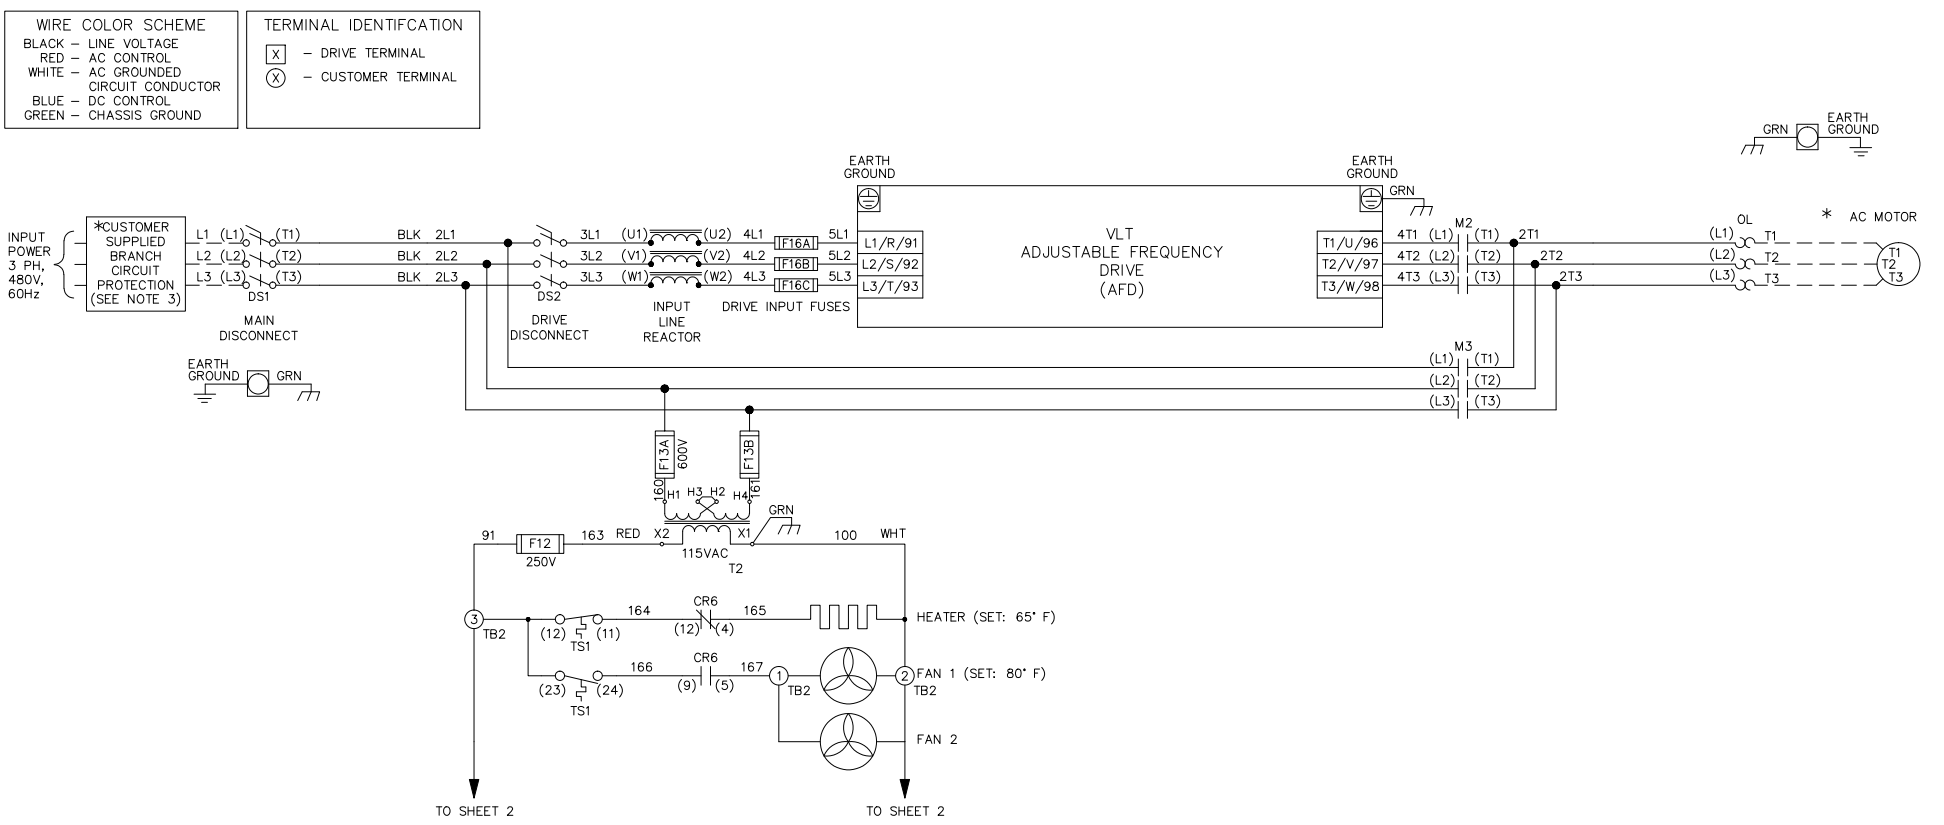 WIRE COLOR SCHEME
BLACK – LINE VOLTAGE
RED – AC CONTROL
WHITE – AC GROUNDED
CIRCUIT CONDUCTOR
BLUE – DC CONTROL
GREEN – CHASSIS GROUND
TERMINAL IDENTIFCATION
X – DRIVE TERMINAL
X – CUSTOMER TERMINAL
GRN
EARTH
GROUND
EARTH
GROUND
EARTH
GROUND
GRN
INPUT
POWER
3 PH,
480V,
60Hz
*CUSTOMER
SUPPLIED
BRANCH
CIRCUIT
PROTECTION
(SEE NOTE 3)
L1 (L1) (T1) BLK 2L1 3L1 (U1) (U2) 4L1 F16A 5L1 L1/R/91
L2 (L2) (T2) BLK 2L2 3L2 (V1) (V2) 4L2 F16B 5L2 L2/S/92
L3 (L3) (T3) BLK 2L3 3L3 (W1) (W2) 4L3 F16C 5L3 L3/T/93
DS1
MAIN
DISCONNECT
DS2
DRIVE
DISCONNECT
INPUT
LINE
REACTOR
DRIVE INPUT FUSES
VLT
ADJUSTABLE FREQUENCY
DRIVE
(AFD)
M2
OL
* AC MOTOR
T1/U/96 4T1 (L1) (T1) 2T1 (L1) T1
T2/V/97 4T2 (L2) (T2) 2T2 (L2) T2
T3/W/98 4T3 (L3) (T3) 2T3 (L3) T3
T1
T2
T3
M3
(L1) (T1)
(L2) (T2)
(L3) (T3)
EARTH
GROUND
GRN
F13A
600V
F13B
160
161
H1 H3 H2 H4
GRN
91 F12 163 RED X2 X1 100 WHT
250V
115VAC
T2
3
TB2
164 CR6 165
(12) (11) (12) (4)
TS1
HEATER (SET: 65° F)
166 CR6 167 1 2
(23) (24) (9) (5) TB2 TB2
TS1
FAN 1 (SET: 80° F)
FAN 2
TO SHEET 2
TO SHEET 2